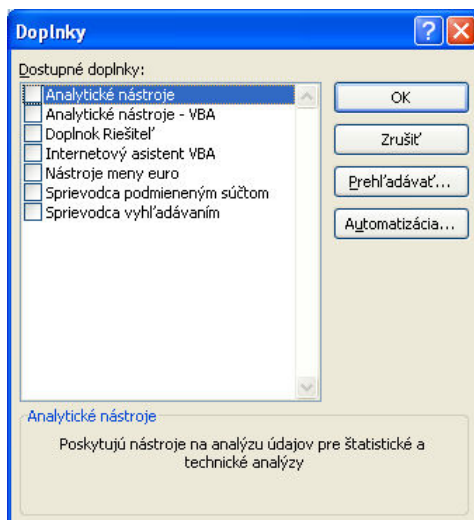 Doplnky
Dostupné doplnky:
Analytické nástroje
Analytické nástroje - VBA
Doplnok Riešiteľ
Internetový asistent VBA
Nástroje meny euro
Sprievodca podmieneným súčtom
Sprievodca vyhľadávaním
OK
Zrušiť
Prehľadávať...
Automatizácia...
Analytické nástroje
Poskytujú nástroje na analýzu údajov pre štatistické a
technické analýzy